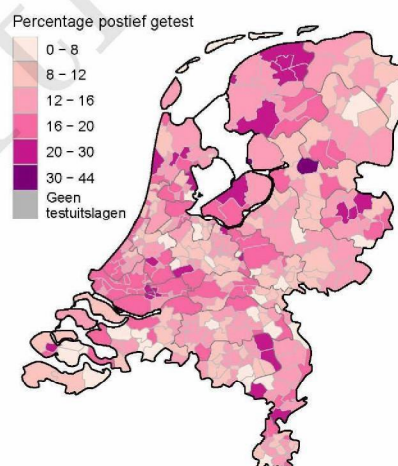 Percentage postief getest
0 – 8
8 – 12
12 – 16
16 – 20
20 – 30
30 – 44
Geen
testuitslagen